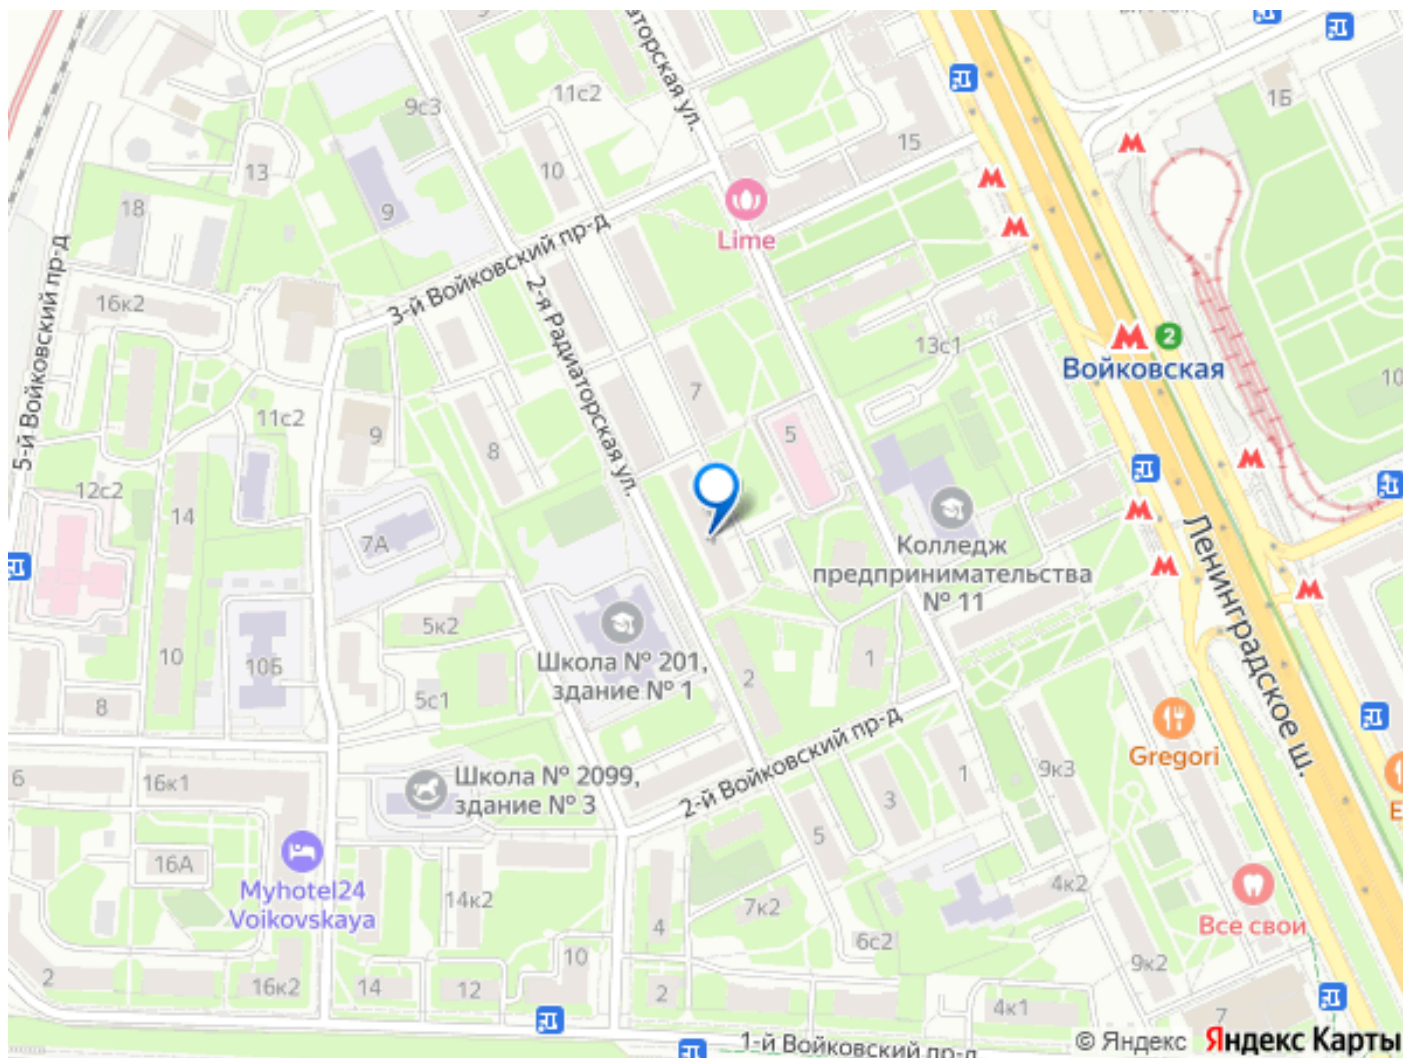 9
11с2
9с3
-аторская ул.
15
1Б
10
13
9
18
Lime
5-й Войковский пр-д
3-й Войковский пр-д
2-я Радиаторская ул.
16к2
13с1
2
Войковская
7
10
11с2
9
8
5
12с2
14
7А
Колледж
предпринимательства
№ 11
Ленинградское ш.
5к2
Школа № 201,
здание № 1
10
10Б
1
2
5с1
8
2-й Войковский пр-д
Gregori
6
16к1
Школа № 2099,
здание № 3
1
9к3
3
5
16А
Myhotel24
Voikovskaya
14к2
7к2
4к2
4
6с2
Все свои
E
2
16к2
14
12
10
2
9к2
4к1
7
1-й Войковский пр-д
© Яндекс
Яндекс Карты